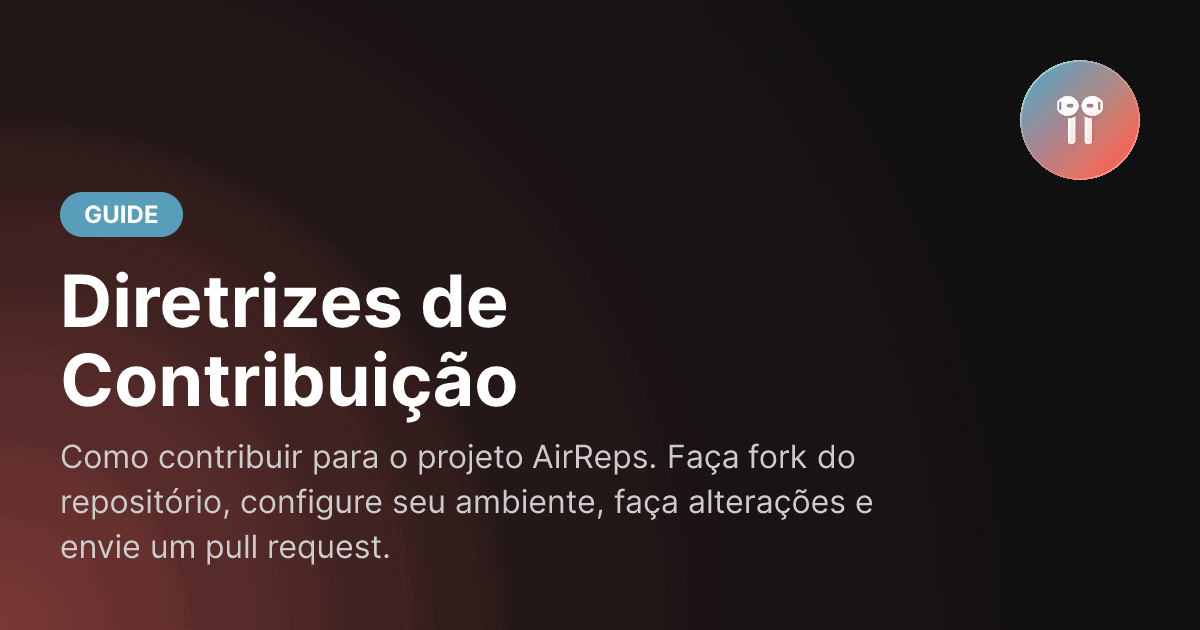 GUIDE
Diretrizes de
Contribuição
Como contribuir para o projeto AirReps. Faça fork do
repositório, configure seu ambiente, faça alterações e
envie um pull request.